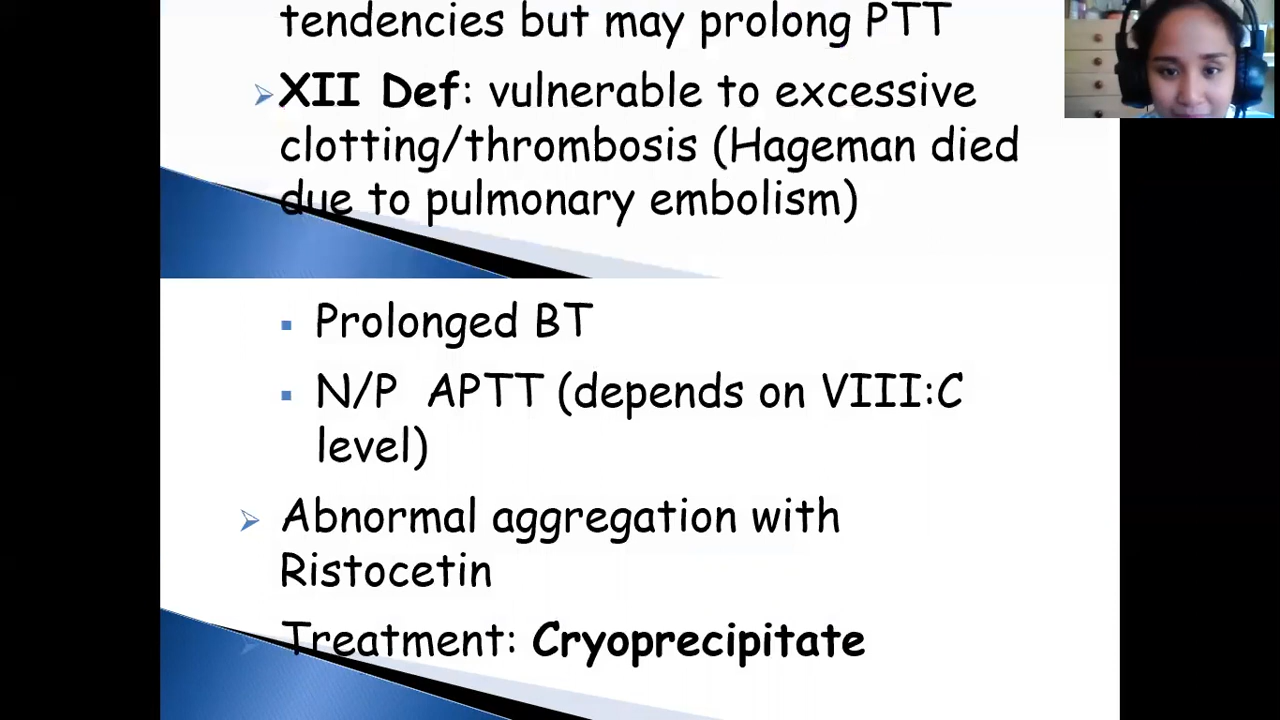 tendencies but may prolong PTT
XII Def: vulnerable to excessive
clotting/thrombosis (Hageman died
due to pulmonary embolism)
Prolonged BT
N/P APTT (depends on VIII:C
level)
Abnormal aggregation with
Ristocetin
Treatment: Cryoprecipitate